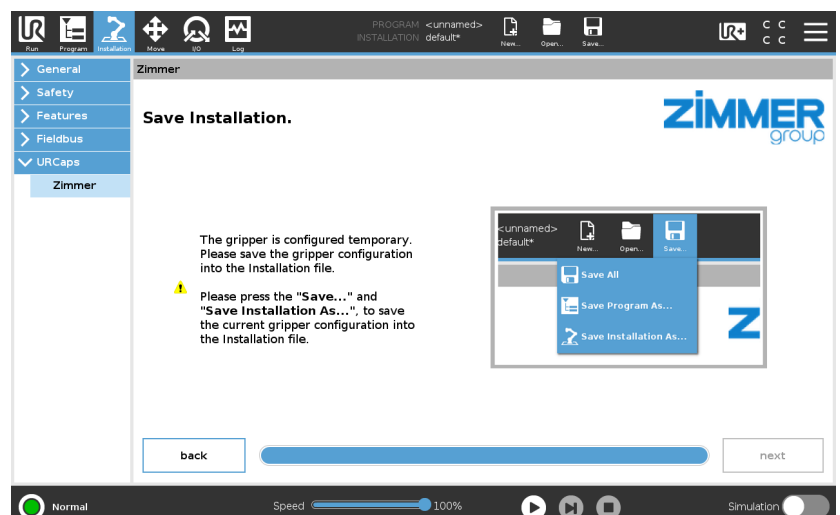 PROGRAM <unnamed>
INSTALLATION default*
Run Program Installation Move I/O Log New... Open... Save...
UR+
C C
C C
General
Safety
Features
Fieldbus
URCaps
Zimmer
Zimmer
Save Installation.
ZIMMER
group
The gripper is configured temporary.
Please save the gripper configuration
into the Installation file.
Please press the "Save..." and
"Save Installation As...", to save
the current gripper configuration into
the Installation file.
<unnamed>
default*
New... Open... Save...
Save All
Save Program As...
Save Installation As...
Z
back
next
Normal
Speed 100%
Simulation